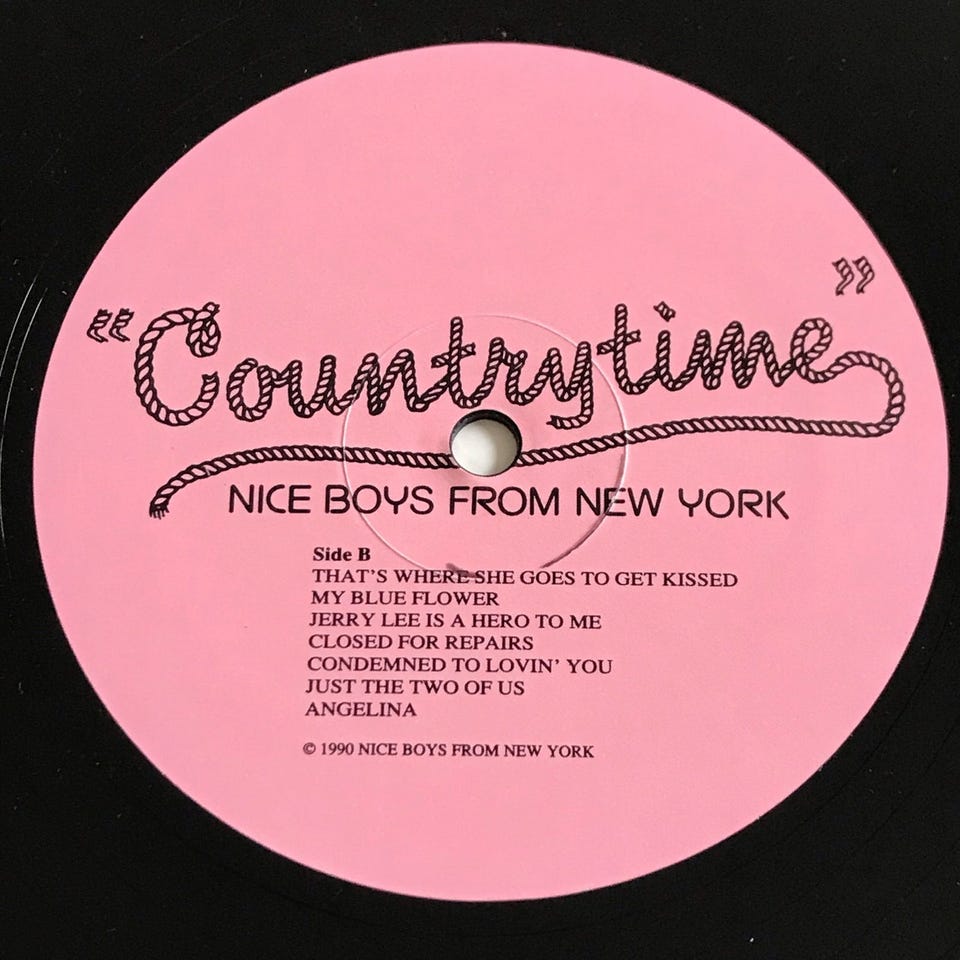 "Countrytime"
NICE BOYS FROM NEW YORK
Side B
THAT'S WHERE SHE GOES TO GET KISSED
MY BLUE FLOWER
JERRY LEE IS A HERO TO ME
CLOSED FOR REPAIRS
CONDEMNED TO LOVIN' YOU
JUST THE TWO OF US
ANGELINA
© 1990 NICE BOYS FROM NEW YORK